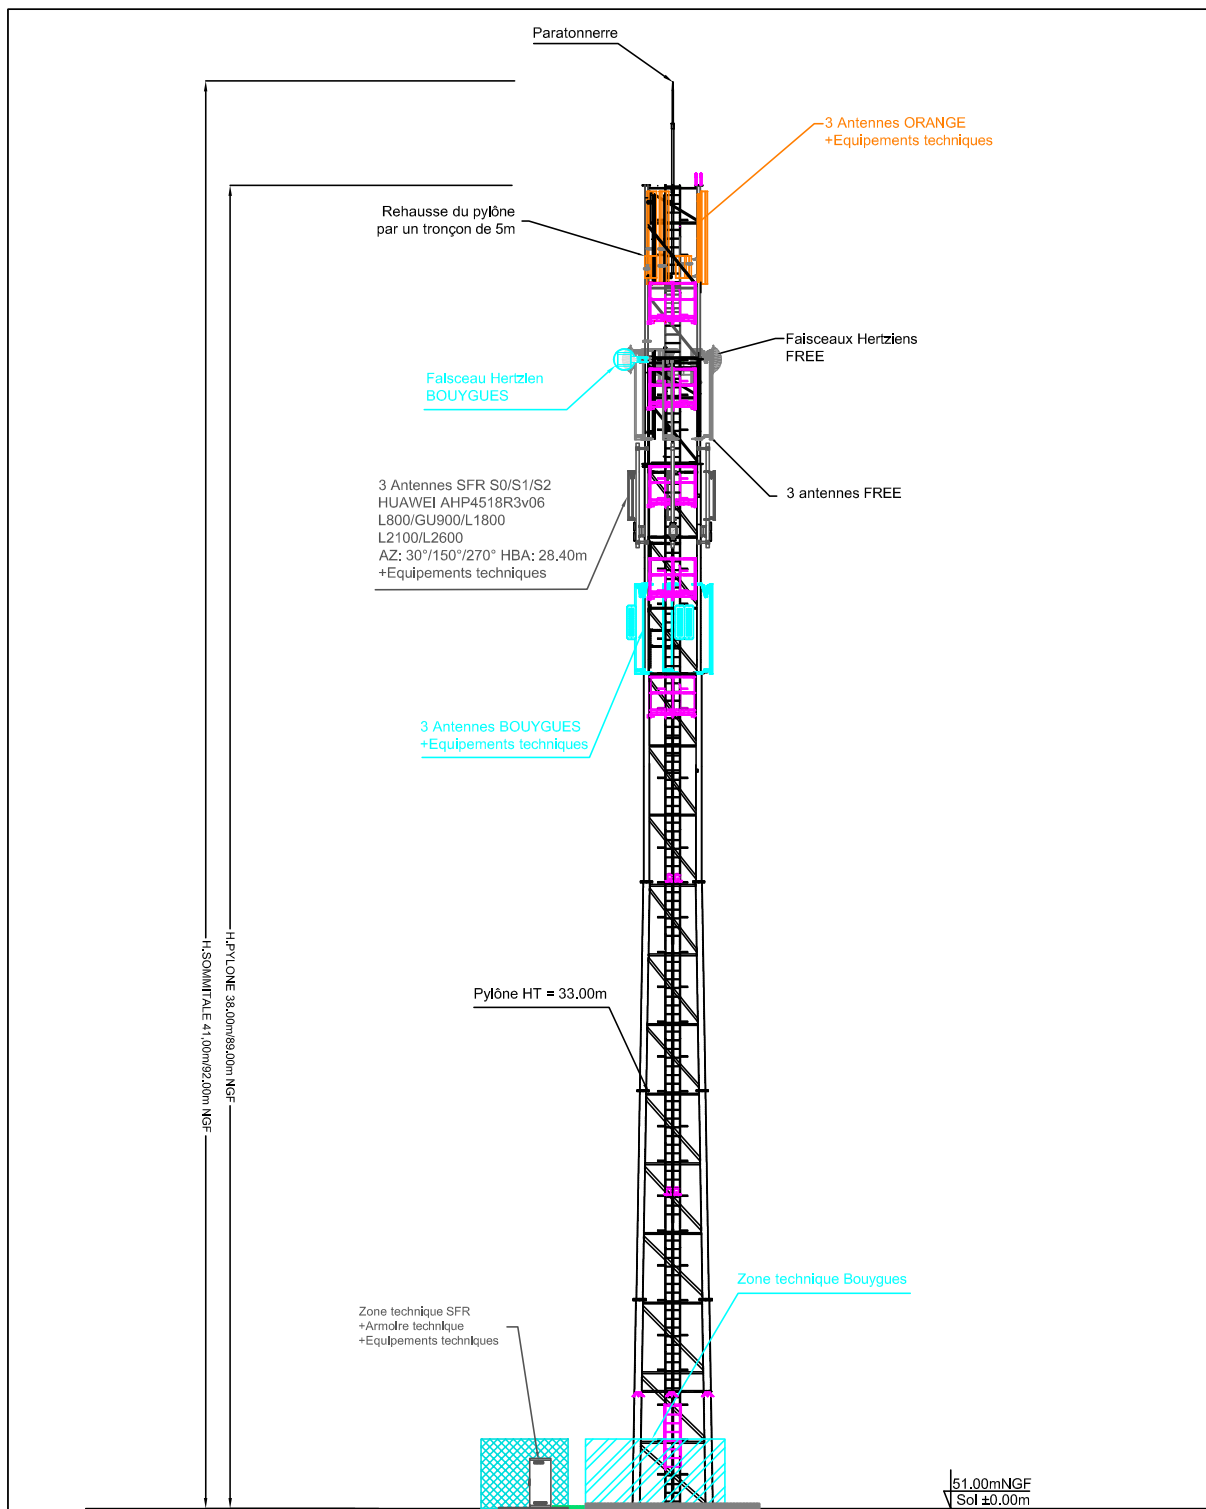 Paratonnerre
3 Antennes ORANGE
+Equipements techniques
Rehausse du pylône
par un tronçon de 5m
Faisceaux Hertziens
FREE
Faisceau Hertzien
BOUYGUES
3 Antennes SFR S0/S1/S2
HUAWEI AHP4518R3v06
L800/GU900/L1800
L2100/L2600
AZ: 30°/150°/270° HBA: 28.40m
+Equipements techniques
3 antennes FREE
3 Antennes BOUYGUES
+Equipements techniques
H.PYLONE 38.00m/89.00m NGF
H.SOMMITALE 41,00m/92.00m NGF
Pylône HT = 33.00m
Zone technique Bouygues
Zone technique SFR
+Armoire technique
+Equipements techniques
51.00mNGF
Sol ±0.00m